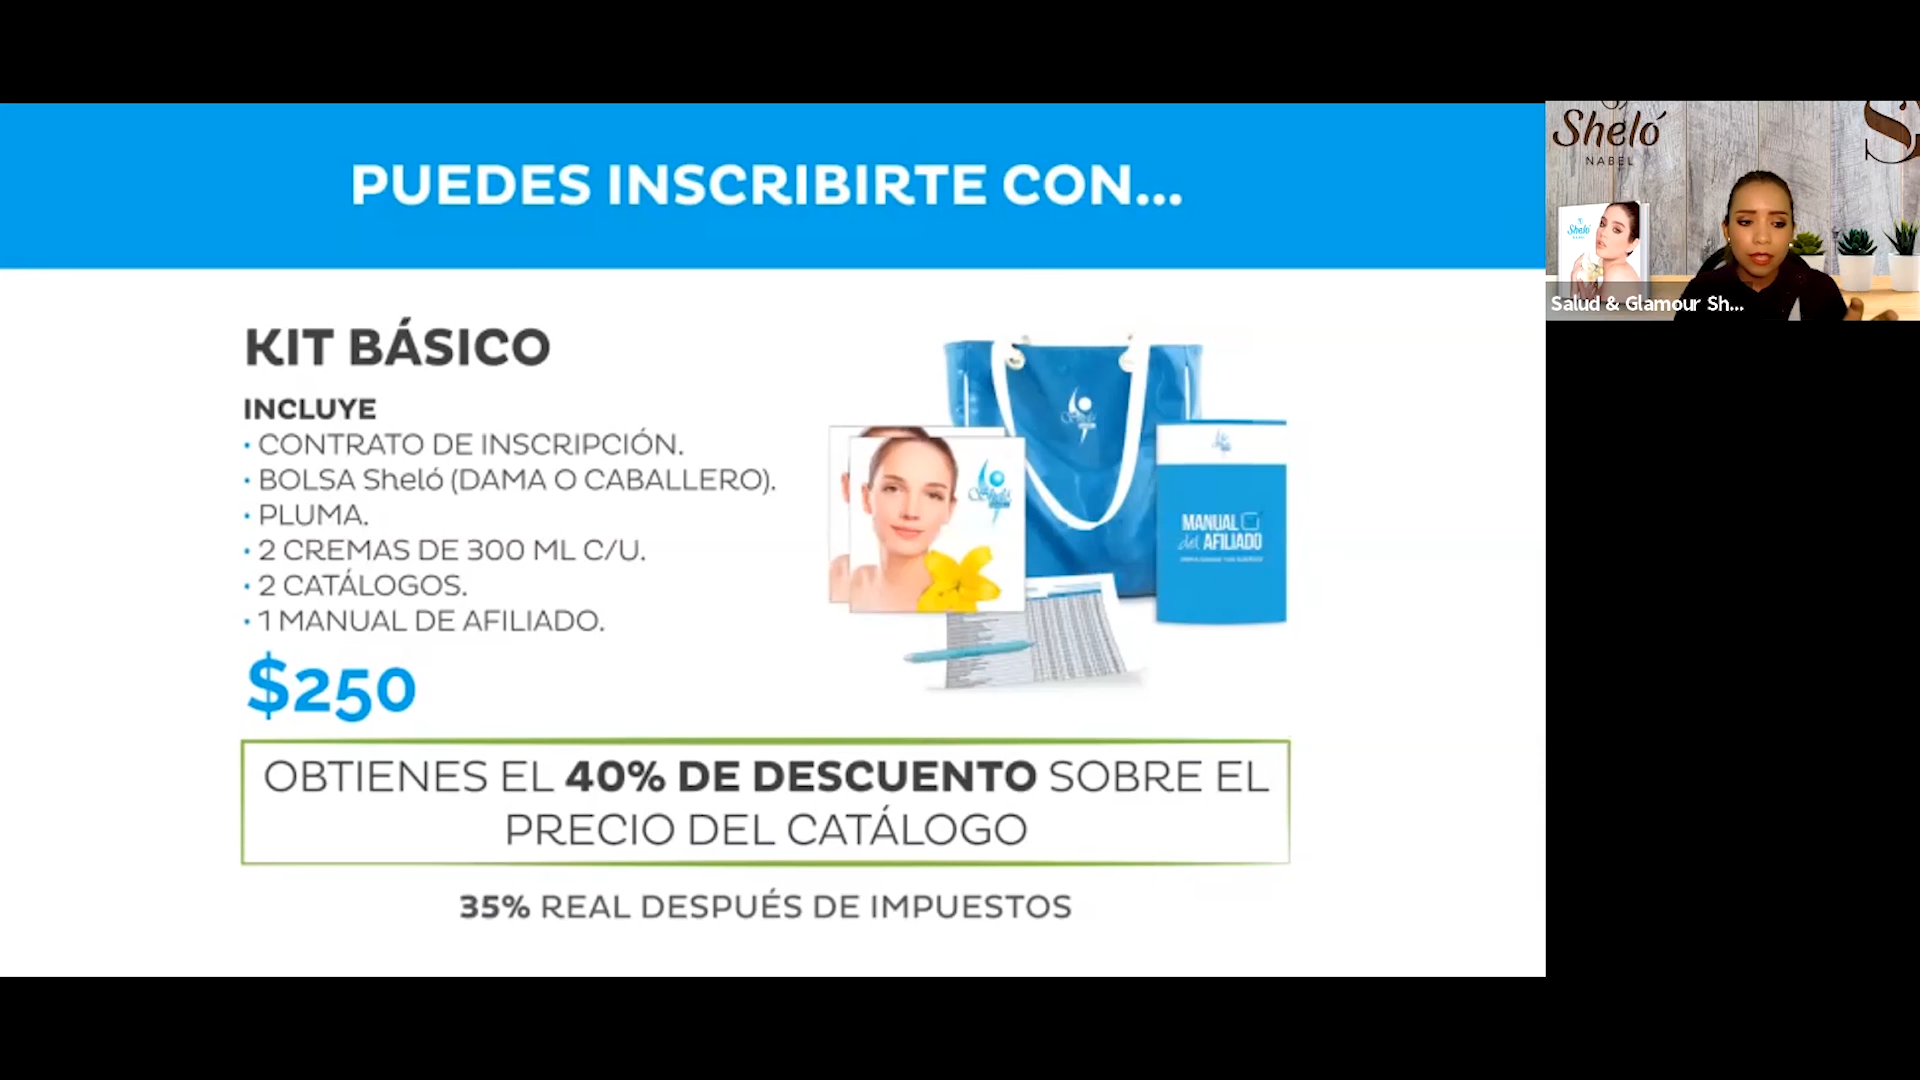 PUEDES INSCRIBIRTE CON...
KIT BÁSICO
INCLUYE
• CONTRATO DE INSCRIPCIÓN.
• BOLSA Sheló (DAMA O CABALLERO).
• PLUMA.
• 2 CREMAS DE 300 ML C/U.
• 2 CATÁLOGOS.
• 1 MANUAL DE AFILIADO.
$250
Sheló
MANUAL
del AFILIADO
OBTIENES EL 40% DE DESCUENTO SOBRE EL
PRECIO DEL CATÁLOGO
35% REAL DESPUÉS DE IMPUESTOS
Sheló
NABEL
S
Sheló
Salud & Glamour Sh...